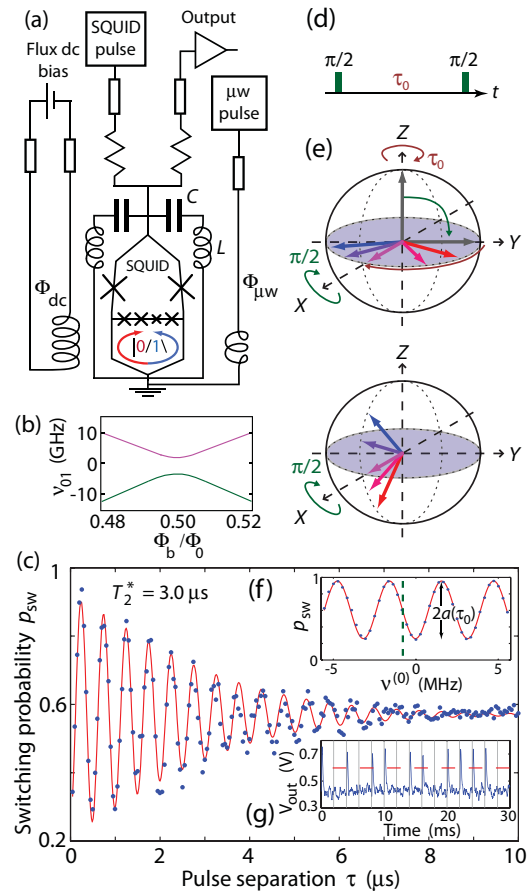 (a)
SQUID
pulse
Output
Flux dc
bias
μw
pulse
C
L
SQUID
Φdc
Φμw
|0/1\
(b)
ν01 (GHz)
10
0
-10
0.48
0.50
0.52
Φb/Φ0
(d)
π/2
π/2
τ0
t
(e)
Z
τ0
Y
π/2
X
Z
Y
π/2
X
(c)
Switching probability psw
1
0.6
0.2
T2* = 3.0 μs
0
2
4
6
8
10
Pulse separation τ (μs)
(f)
psw
1
0
2a(τ0)
-5
0
5
ν(0) (MHz)
(g)
Vout (V)
0.7
0.5
0.3
0
10
20
30
Time (ms)